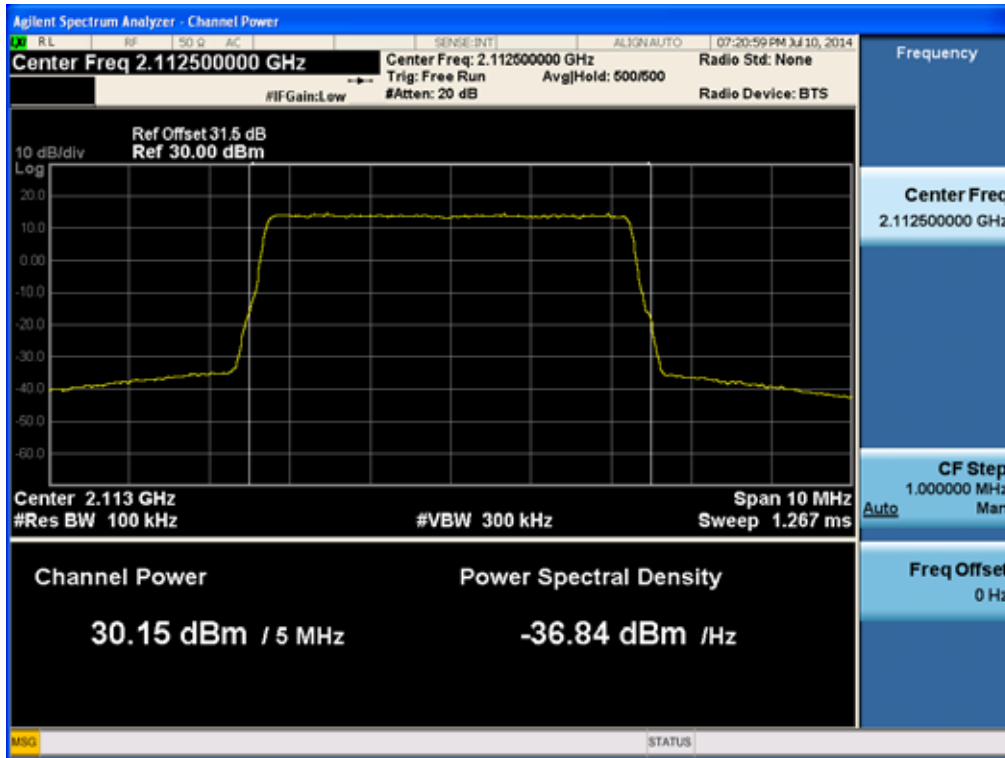 Agilent Spectrum Analyzer - Channel Power
LXI RL RF 50 Ω AC SENSE:INT ALIGN AUTO 07:20:59 PM Jul 10, 2014
Center Freq 2.112500000 GHz
Center Freq: 2.112500000 GHz
Radio Std: None
Trig: Free Run Avg|Hold: 500/500
#IFGain:Low
#Atten: 20 dB
Radio Device: BTS
Ref Offset 31.5 dB
10 dB/div Ref 30.00 dBm
Log
20.0
10.0
0.00
-10.0
-20.0
-30.0
-40.0
-50.0
-60.0
Center 2.113 GHz
Span 10 MHz
#Res BW 100 kHz
#VBW 300 kHz
Sweep 1.267 ms
Channel Power
Power Spectral Density
30.15 dBm / 5 MHz
-36.84 dBm /Hz
MSG
STATUS
Frequency
Center Freq
2.112500000 GHz
CF Step
1.000000 MHz
Auto Man
Freq Offset
0 Hz